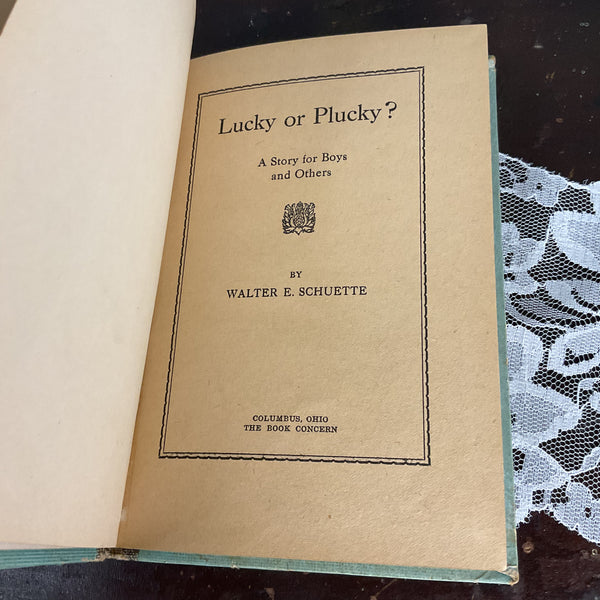 Lucky or Plucky?
A Story for Boys
and Others
BY
WALTER E. SCHUETTE
COLUMBUS, OHIO
THE BOOK CONCERN